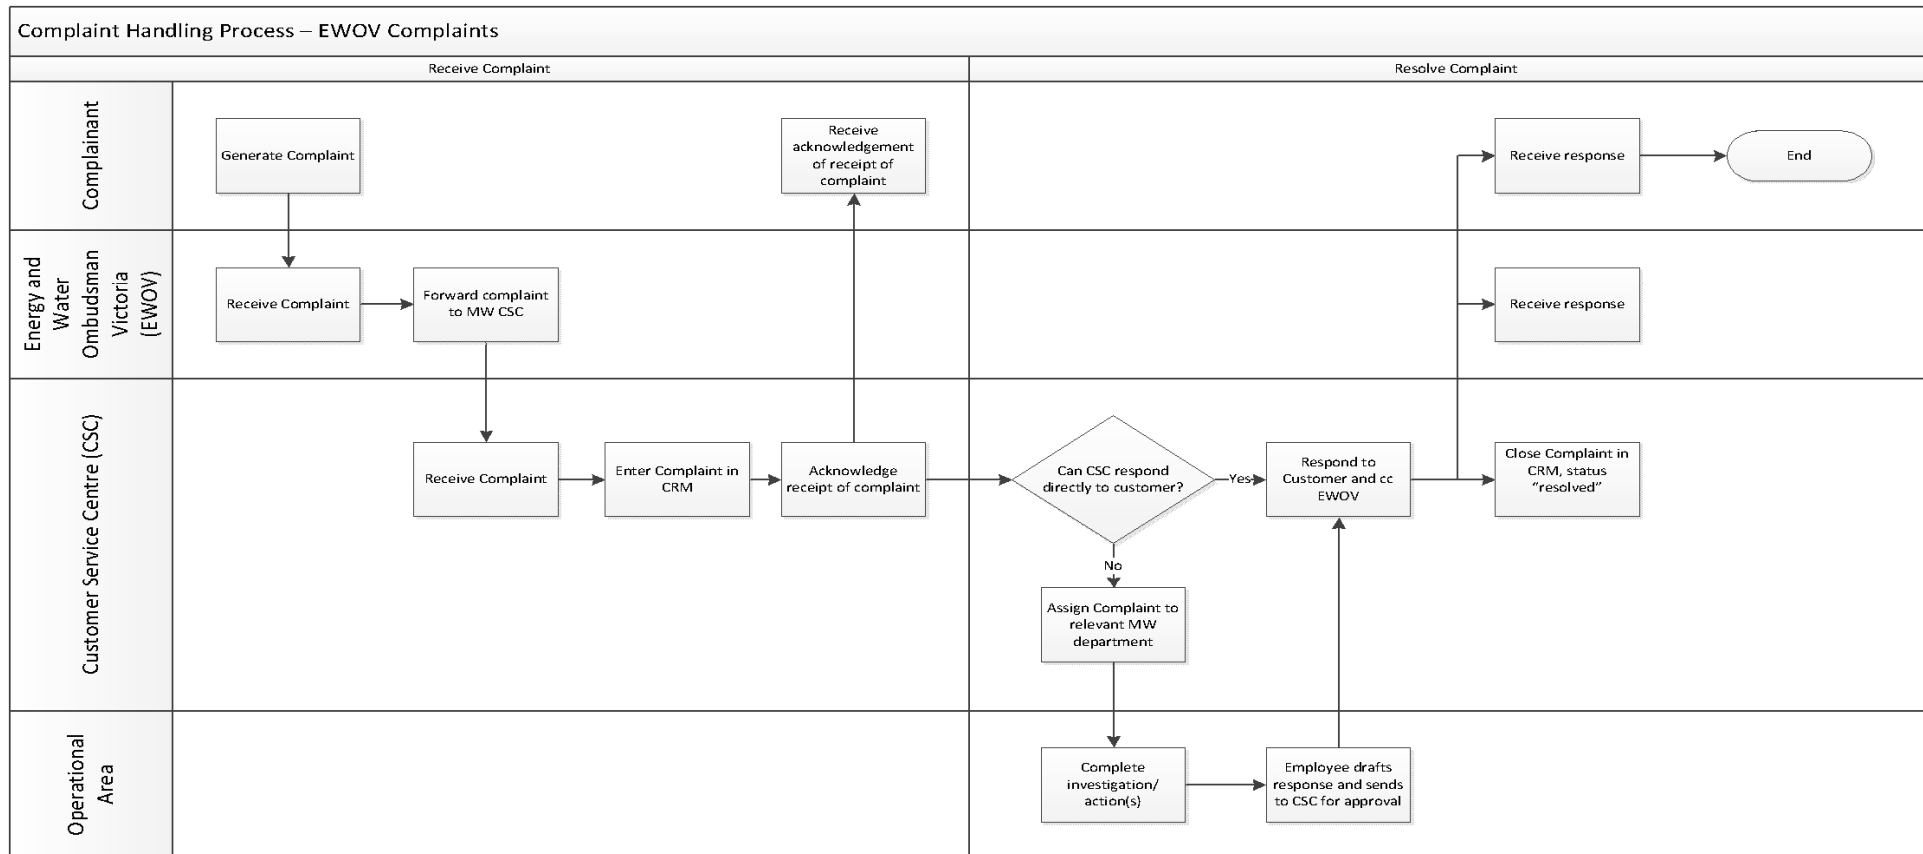 Complaint Handling Process – EWOV Complaints
Receive Complaint
Resolve Complaint
Complainant
Generate Complaint
Receive
acknowledgement
of receipt of
complaint
Receive response
End
Energy and
Water
Ombudsman
Victoria
(EWOV)
Receive Complaint
Forward complaint
to MW CSC
Receive response
Customer Service Centre (CSC)
Receive Complaint
Enter Complaint in
CRM
Acknowledge
receipt of complaint
Can CSC respond
directly to customer?
Yes
Respond to
Customer and cc
EWOV
Close Complaint in
CRM, status
“resolved”
No
Assign Complaint to
relevant MW
department
Operational
Area
Complete
investigation/
action(s)
Employee drafts
response and sends
to CSC for approval